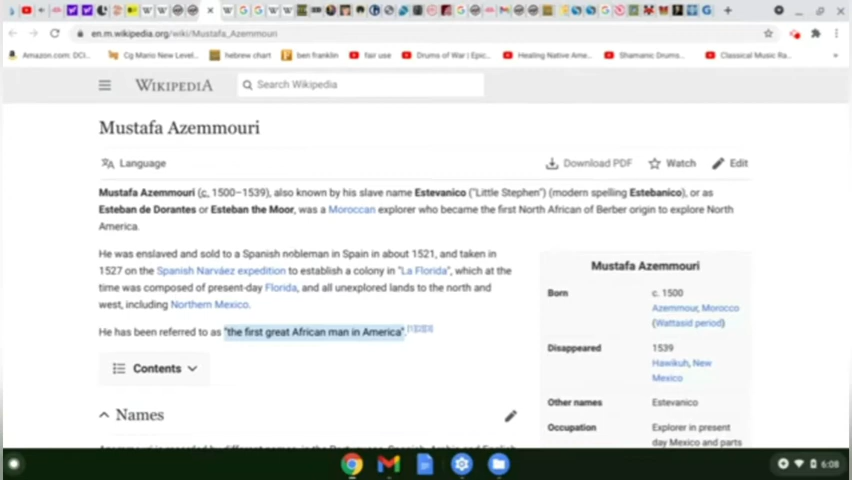 en.m.wikipedia.org/wiki/Mustafa_Azemmouri
Amazon.com: DCI... Cg Mario New Level... hebrew chart ben franklin fair use Drums of War | Epic... Healing Native Ame... Shamanic Drums... Classical Music Ra...
WIKIPEDIA Search Wikipedia
Mustafa Azemmouri
Language Download PDF Watch Edit
Mustafa Azemmouri (c. 1500–1539), also known by his slave name Estevanico ("Little Stephen") (modern spelling Estebanico), or as
Esteban de Dorantes or Esteban the Moor, was a Moroccan explorer who became the first North African of Berber origin to explore North
America.
He was enslaved and sold to a Spanish nobleman in Spain in about 1521, and taken in
1527 on the Spanish Narváez expedition to establish a colony in "La Florida", which at the
time was composed of present-day Florida, and all unexplored lands to the north and
west, including Northern Mexico.
He has been referred to as "the first great African man in America".
Contents
Names
Mustafa Azemmouri
Born c. 1500
Azemmour, Morocco
(Wattasid period)
Disappeared 1539
Hawikuh, New
Mexico
Other names Estevanico
Occupation Explorer in present
day Mexico and parts
6:08